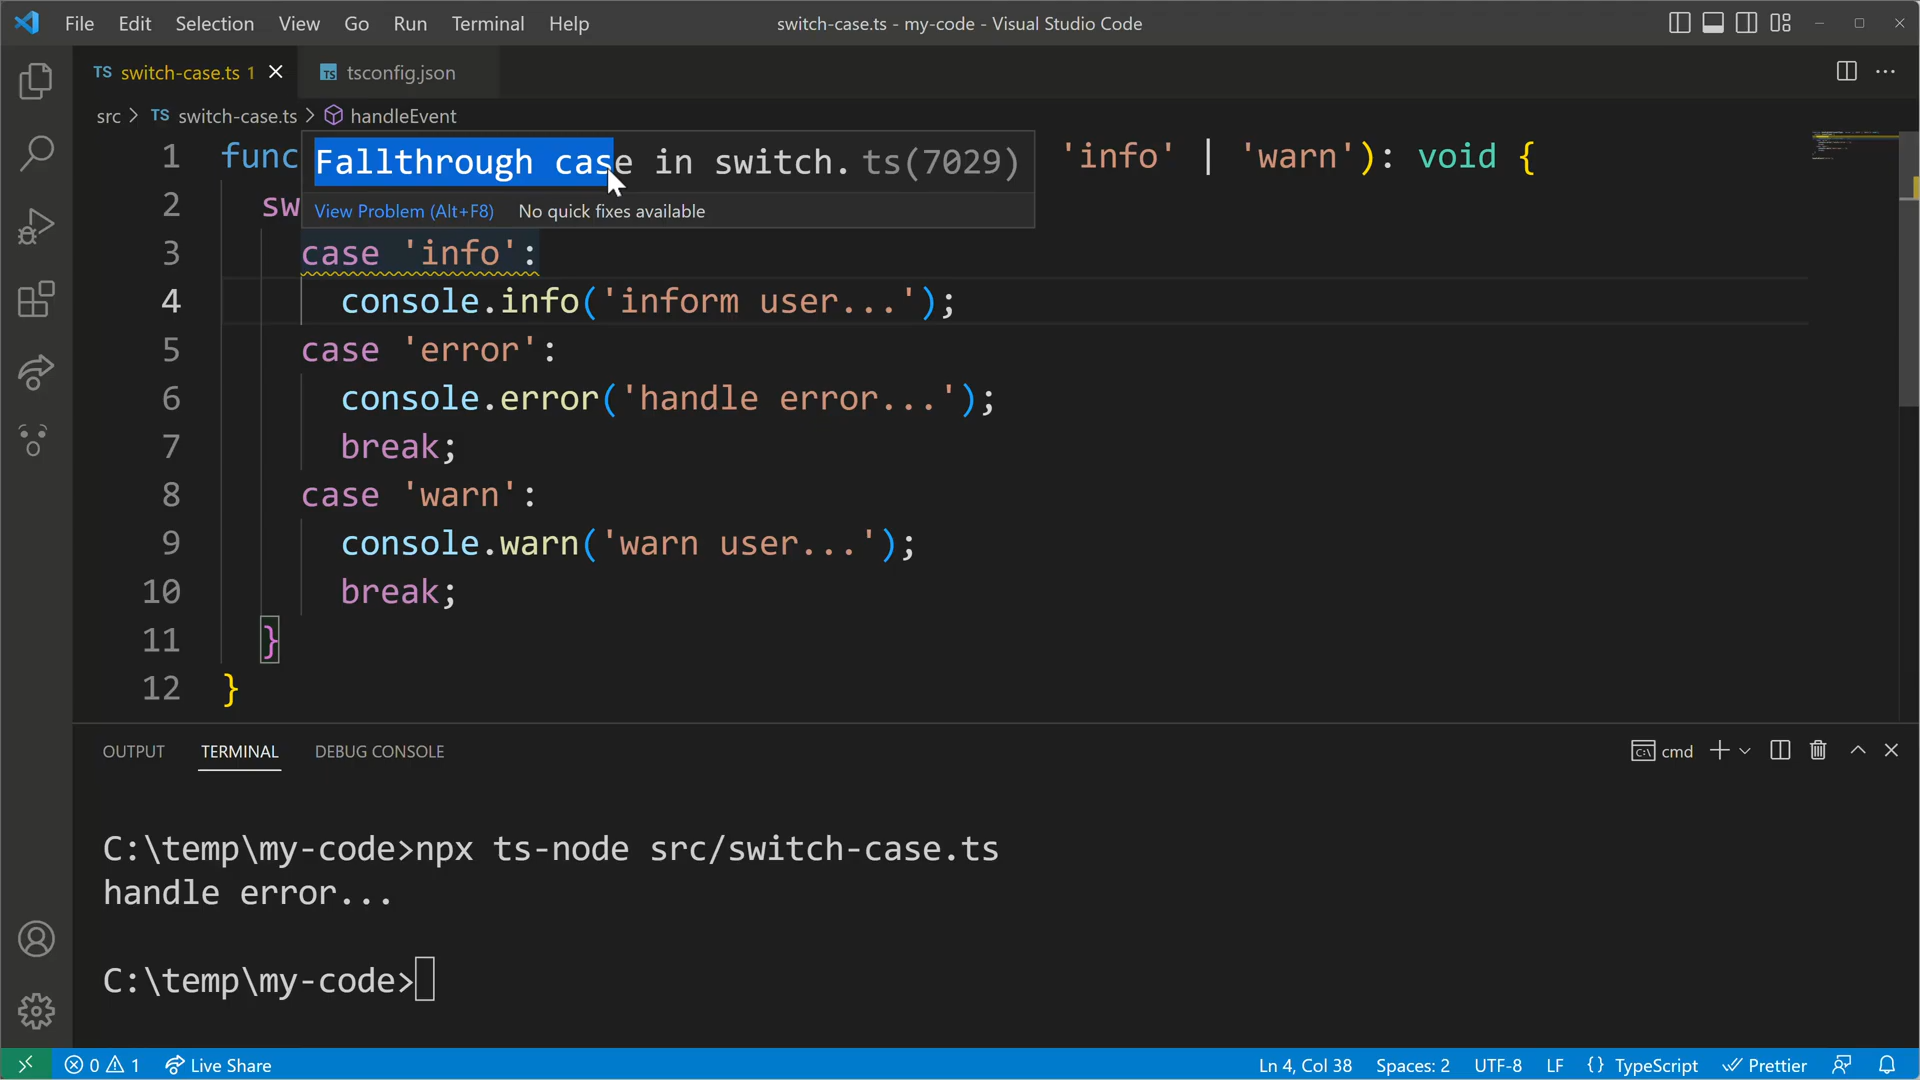 File Edit Selection View Go Run Terminal Help
switch-case.ts - my-code - Visual Studio Code
TS switch-case.ts 1
TS tsconfig.json
src > TS switch-case.ts > handleEvent
1 func 'info' | 'warn'): void {
Fallthrough case in switch. ts(7029)
View Problem (Alt+F8) No quick fixes available
2 sw
3 case 'info':
4 console.info('inform user...');
5 case 'error':
6 console.error('handle error...');
7 break;
8 case 'warn':
9 console.warn('warn user...');
10 break;
11 }
12 }
OUTPUT TERMINAL DEBUG CONSOLE
cmd
C:\temp\my-code>npx ts-node src/switch-case.ts
handle error...
C:\temp\my-code>
0 1 Live Share
Ln 4, Col 38 Spaces: 2 UTF-8 LF {} TypeScript Prettier